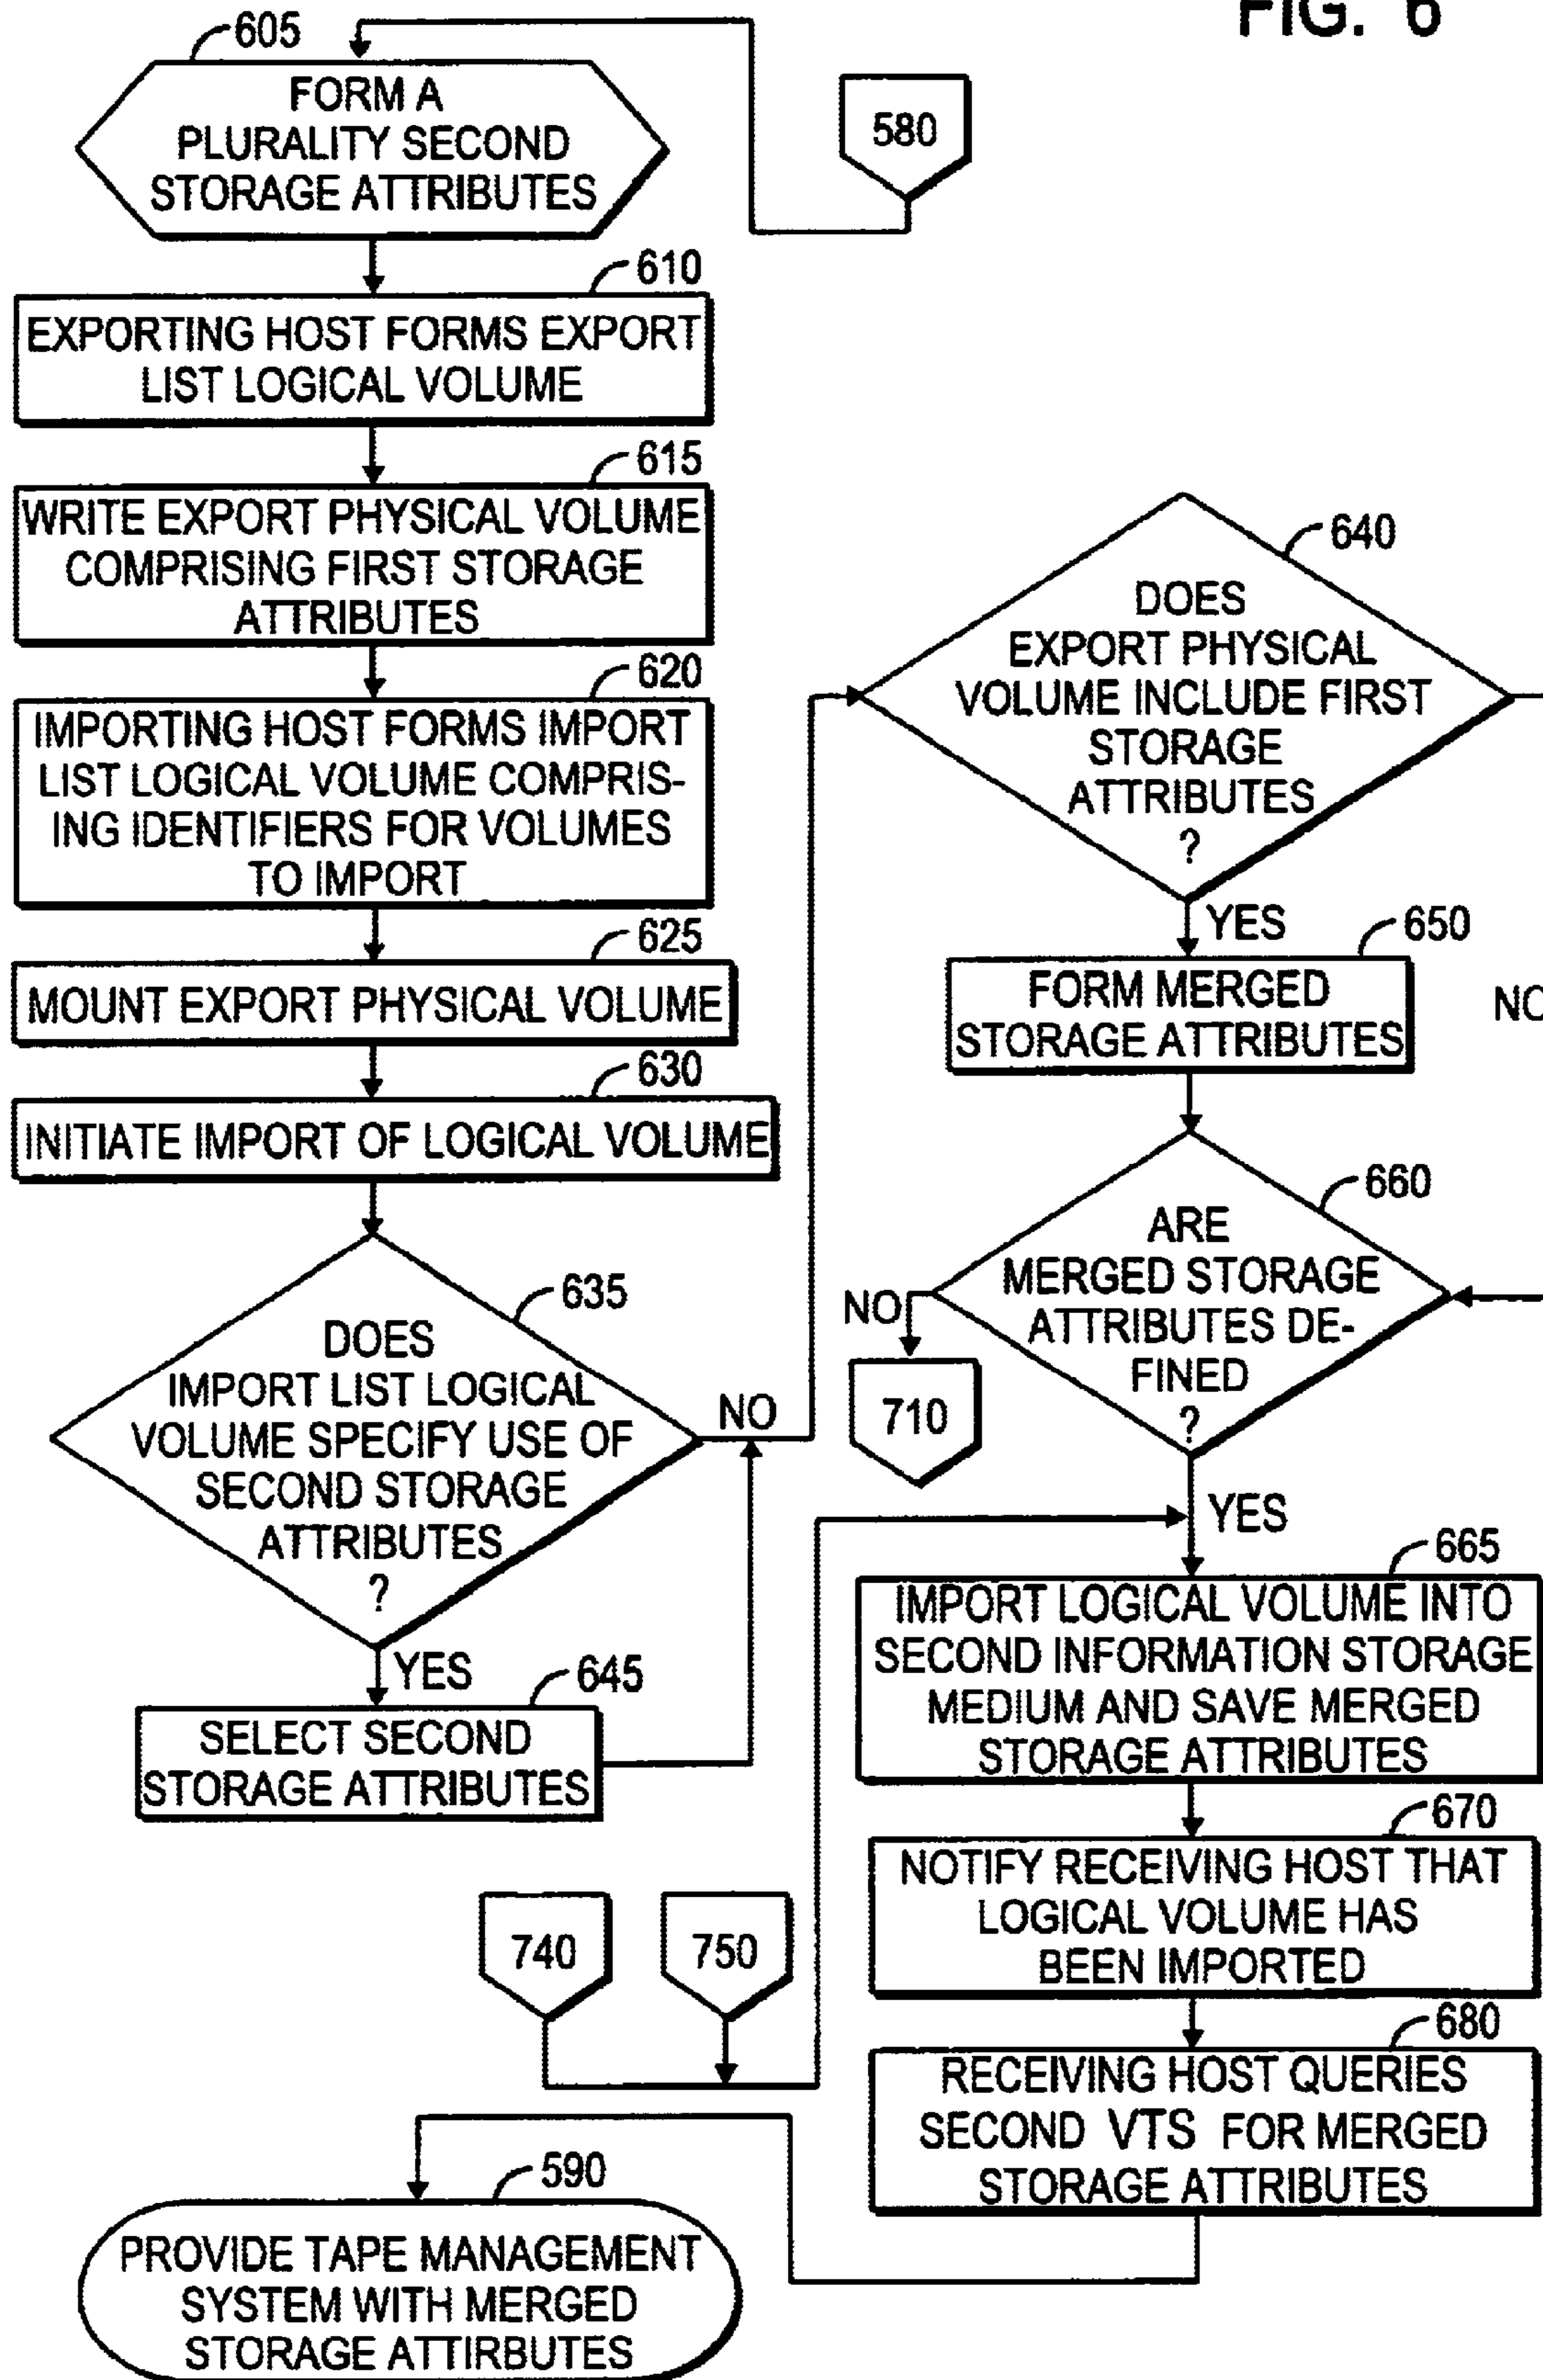 FIG. 6
605
FORM A
PLURALITY SECOND
STORAGE ATTRIBUTES
580
610
EXPORTING HOST FORMS EXPORT
LIST LOGICAL VOLUME
615
WRITE EXPORT PHYSICAL VOLUME
COMPRISING FIRST STORAGE
ATTRIBUTES
620
IMPORTING HOST FORMS IMPORT
LIST LOGICAL VOLUME COMPRIS-
ING IDENTIFIERS FOR VOLUMES
TO IMPORT
625
MOUNT EXPORT PHYSICAL VOLUME
630
INITIATE IMPORT OF LOGICAL VOLUME
635
DOES
IMPORT LIST LOGICAL
VOLUME SPECIFY USE OF
SECOND STORAGE
ATTRIBUTES
?
NO
YES
645
SELECT SECOND
STORAGE ATTRIBUTES
640
DOES
EXPORT PHYSICAL
VOLUME INCLUDE FIRST
STORAGE
ATTRIBUTES
?
YES
NO
650
FORM MERGED
STORAGE ATTRIBUTES
660
ARE
MERGED STORAGE
ATTRIBUTES DE-
FINED
?
NO
710
YES
665
IMPORT LOGICAL VOLUME INTO
SECOND INFORMATION STORAGE
MEDIUM AND SAVE MERGED
STORAGE ATTRIBUTES
670
NOTIFY RECEIVING HOST THAT
LOGICAL VOLUME HAS
BEEN IMPORTED
740
750
680
RECEIVING HOST QUERIES
SECOND VTS FOR MERGED
STORAGE ATTRIBUTES
590
PROVIDE TAPE MANAGEMENT
SYSTEM WITH MERGED
STORAGE ATTIRBUTES